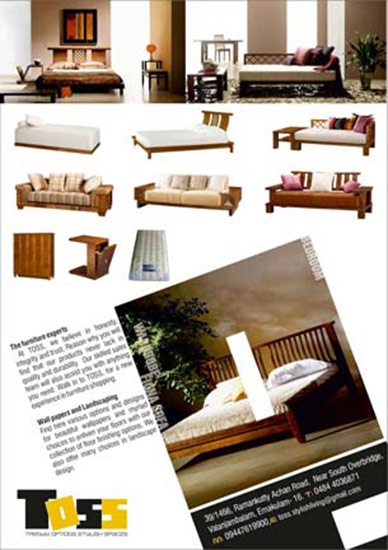 BEDROOM
The furniture experts
At TOSS, we believe in honesty
integrity and trust. Reason why you will
find that our products never lack in
quality and durability. Our skilled sales
team will plus assist you with anything
you need. Walk in to TOSS, for a new
experience in furniture shopping.
Wall papers and Landscaping
Find here various options and designs
for beautiful wallpapers and myriad
choices to enliven your floors with our
collection of floor finishing options. We
also offer many choices in landscape
design.
39/1466, Ramankutty Achan Road, Near South Overbridge,
Valanjambalam, Ernakulam- 16. T: 0484 4036671
m: 09447619900, e: toss.stylishliving@gmail.com
Toss
OPTIONS STYLISH SPACES